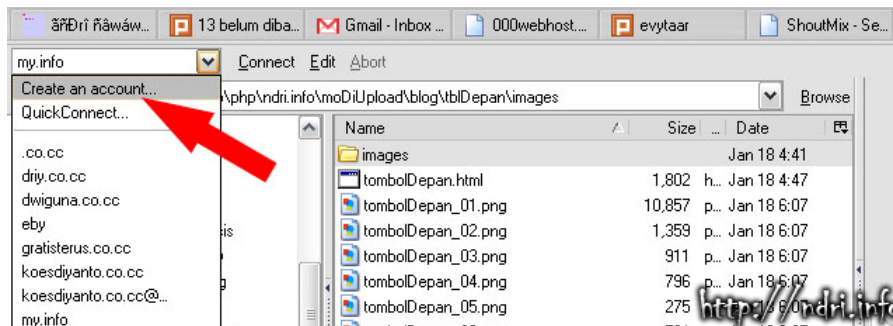 ãñÐrî ñâwáw...
13 belum diba...
Gmail - Inbox ...
000webhost....
evytaar
ShoutMix - Se...
my.info
Connect Edit Abort
Create an account...
\php\ndri.info\moDiUpload\blog\tblDepan\images
Browse
QuickConnect...
.co.cc
driy.co.cc
dwiguna.co.cc
eby
gratisterus.co.cc
koesdiyanto.co.cc
koesdiyanto.co.cc@...
my.info
Name Size ... Date
images Jan 18 4:41
tombolDepan.html 1,802 h... Jan 18 4:47
tombolDepan_01.png 10,857 p... Jan 18 6:07
tombolDepan_02.png 1,359 p... Jan 18 6:07
tombolDepan_03.png 911 p... Jan 18 6:07
tombolDepan_04.png 796 p... Jan 18 6:07
tombolDepan_05.png 275
http://ndri.info